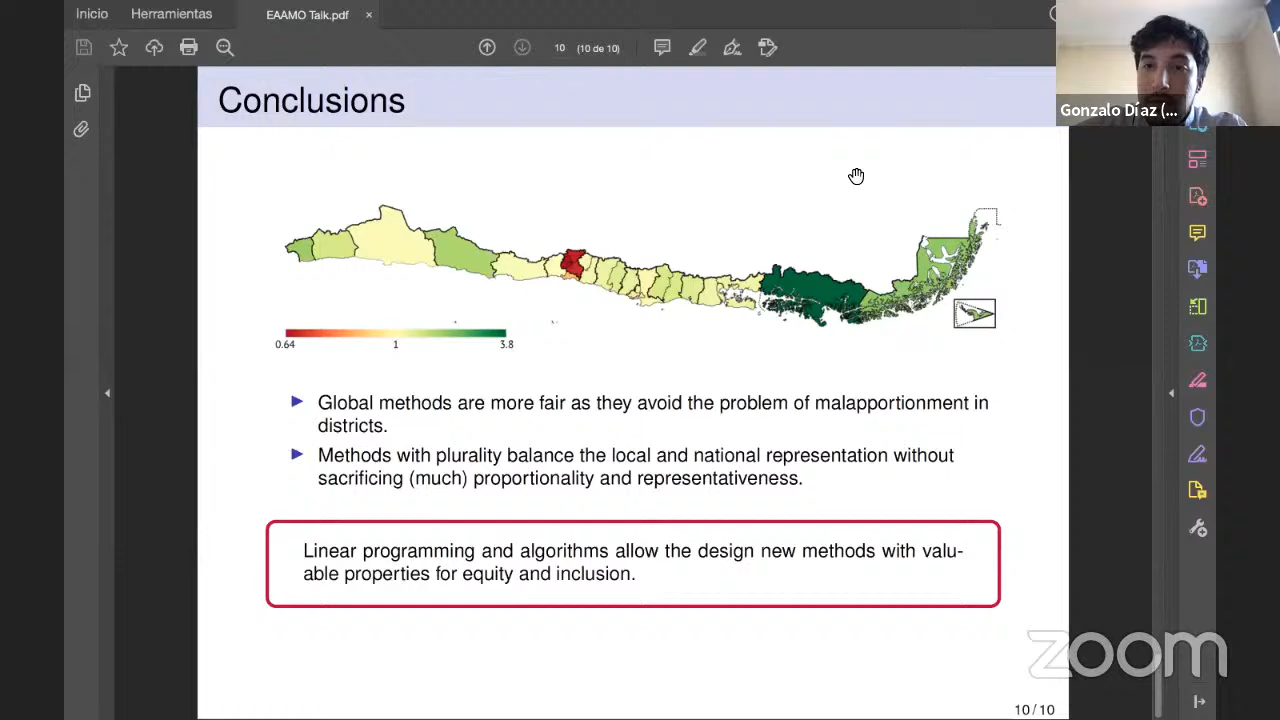 Inicio Herramientas EAAMO Talk.pdf ×
10 (10 de 10)
Conclusions
Gonzalo Díaz (...
0.64 1 3.8
Global methods are more fair as they avoid the problem of malapportionment in
districts.
Methods with plurality balance the local and national representation without
sacrificing (much) proportionality and representativeness.
Linear programming and algorithms allow the design new methods with valu-
able properties for equity and inclusion.
zoom
10/10